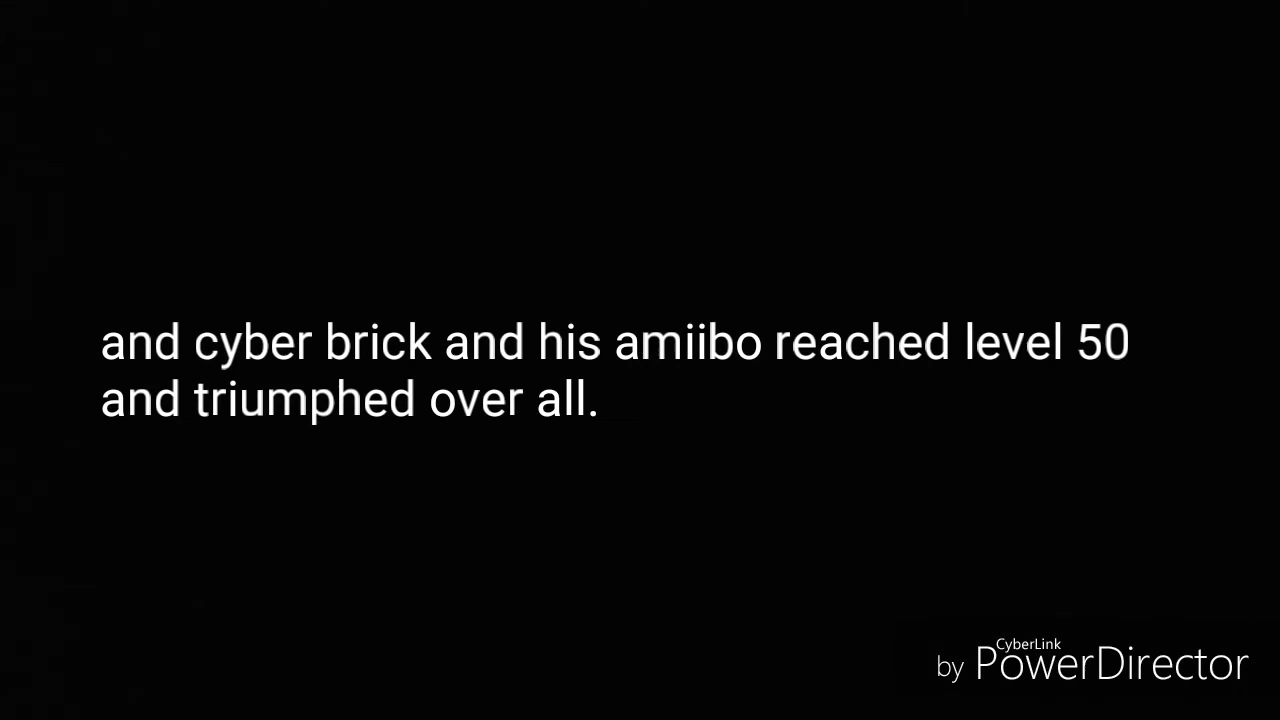 and cyber brick and his amiibo reached level 50
and triumphed over all.
CyberLink
by PowerDirector